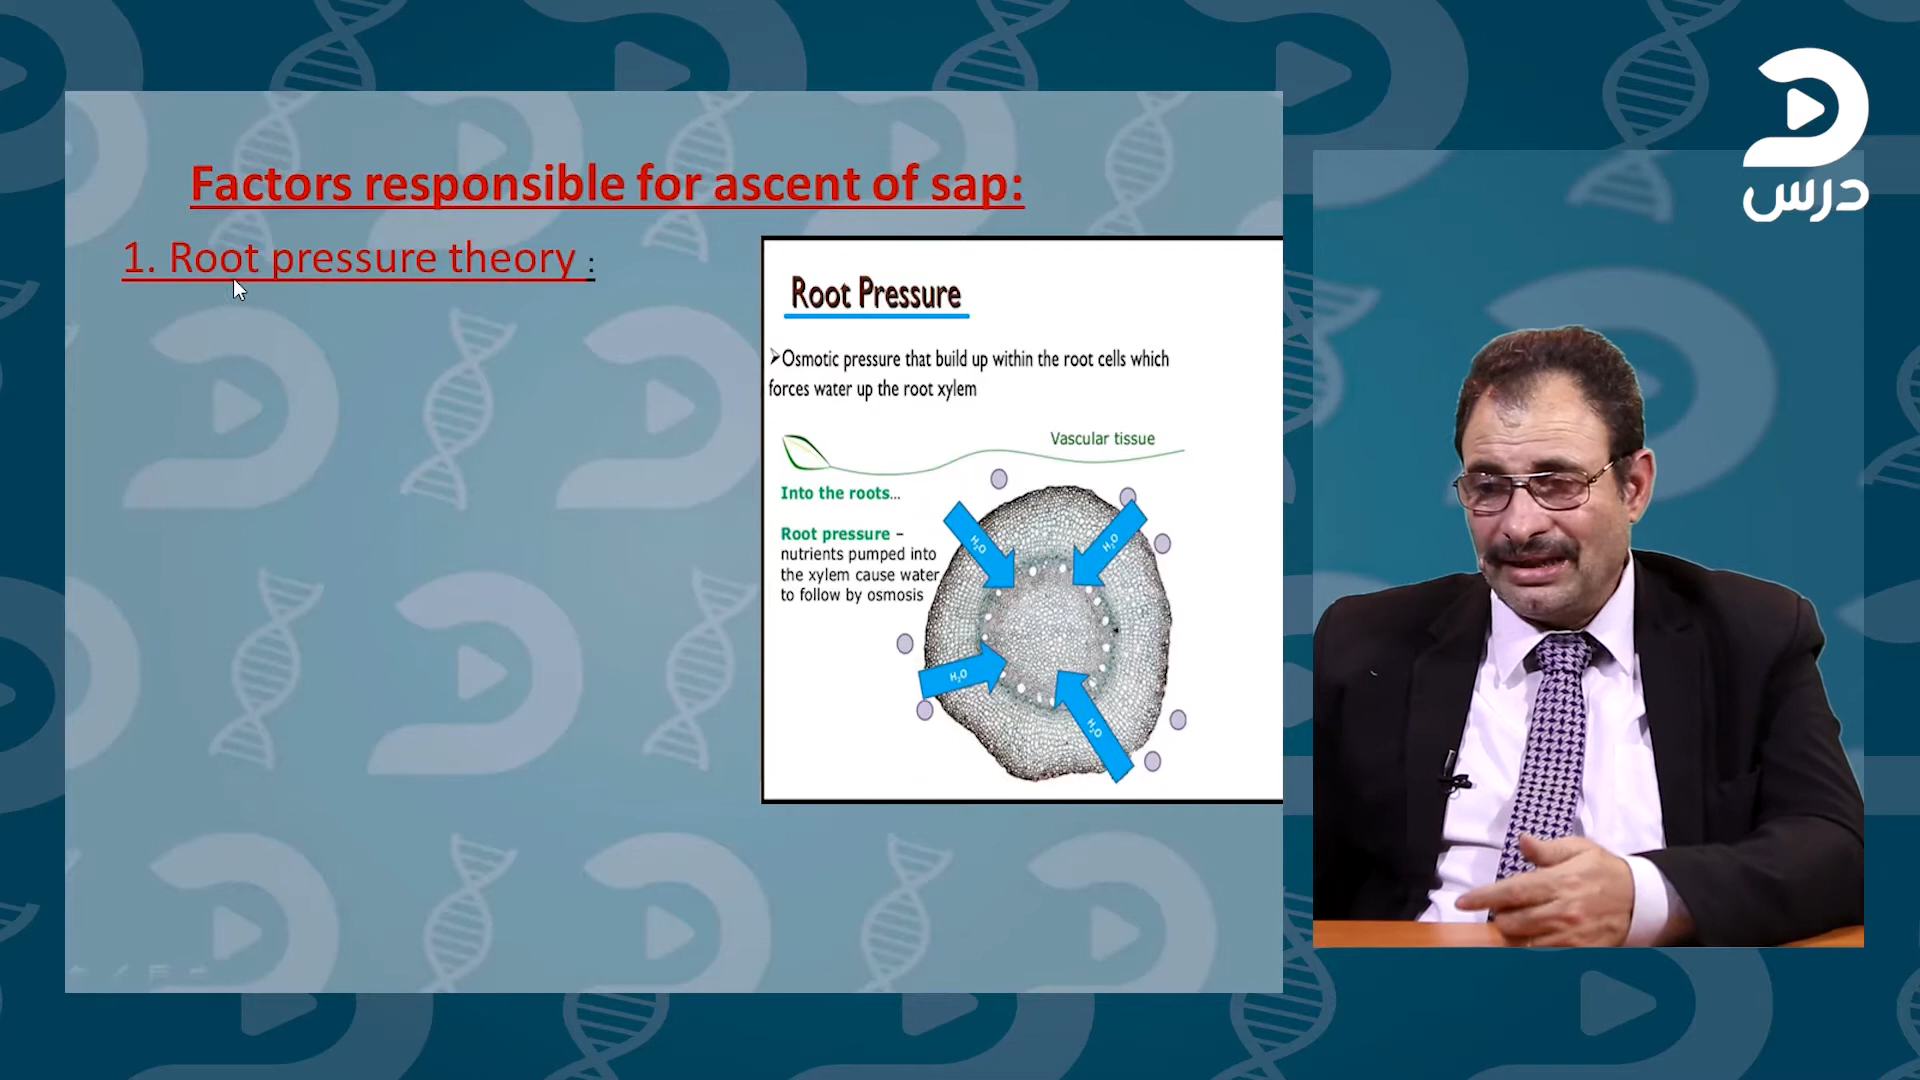 Factors responsible for ascent of sap:
1. Root pressure theory :
Root Pressure
➢Osmotic pressure that build up within the root cells which
forces water up the root xylem
Vascular tissue
Into the roots...
Root pressure –
nutrients pumped into
the xylem cause water
to follow by osmosis
H₂O
H₂O
H₂O
H₂O
درس